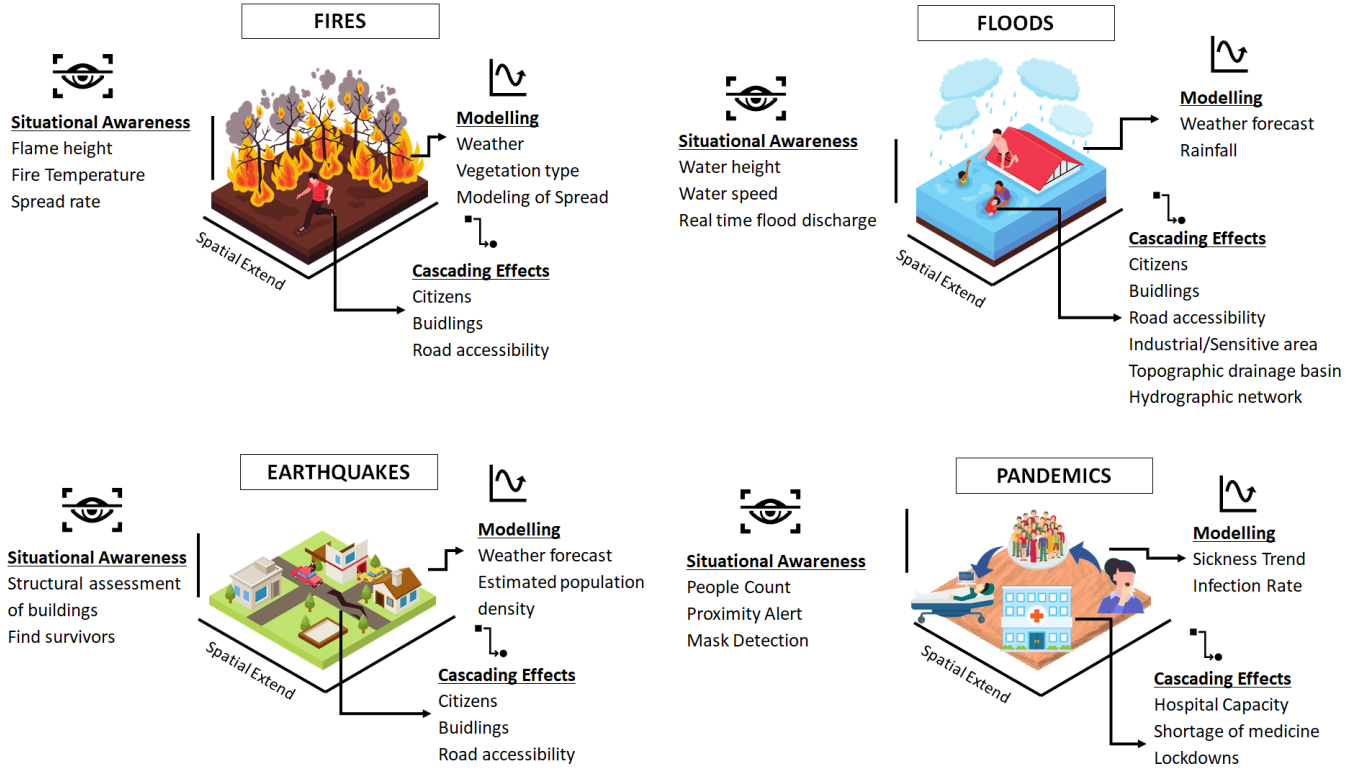 FIRES
Situational Awareness
Flame height
Fire Temperature
Spread rate
Modelling
Weather
Vegetation type
Modeling of Spread
Spatial Extend
Cascading Effects
Citizens
Buidlings
Road accessibility
FLOODS
Situational Awareness
Water height
Water speed
Real time flood discharge
Modelling
Weather forecast
Rainfall
Spatial Extend
Cascading Effects
Citizens
Buidlings
Road accessibility
Industrial/Sensitive area
Topographic drainage basin
Hydrographic network
EARTHQUAKES
Situational Awareness
Structural assessment
of buildings
Find survivors
Modelling
Weather forecast
Estimated population
density
Spatial Extend
Cascading Effects
Citizens
Buidlings
Road accessibility
PANDEMICS
Situational Awareness
People Count
Proximity Alert
Mask Detection
Modelling
Sickness Trend
Infection Rate
Spatial Extend
Cascading Effects
Hospital Capacity
Shortage of medicine
Lockdowns